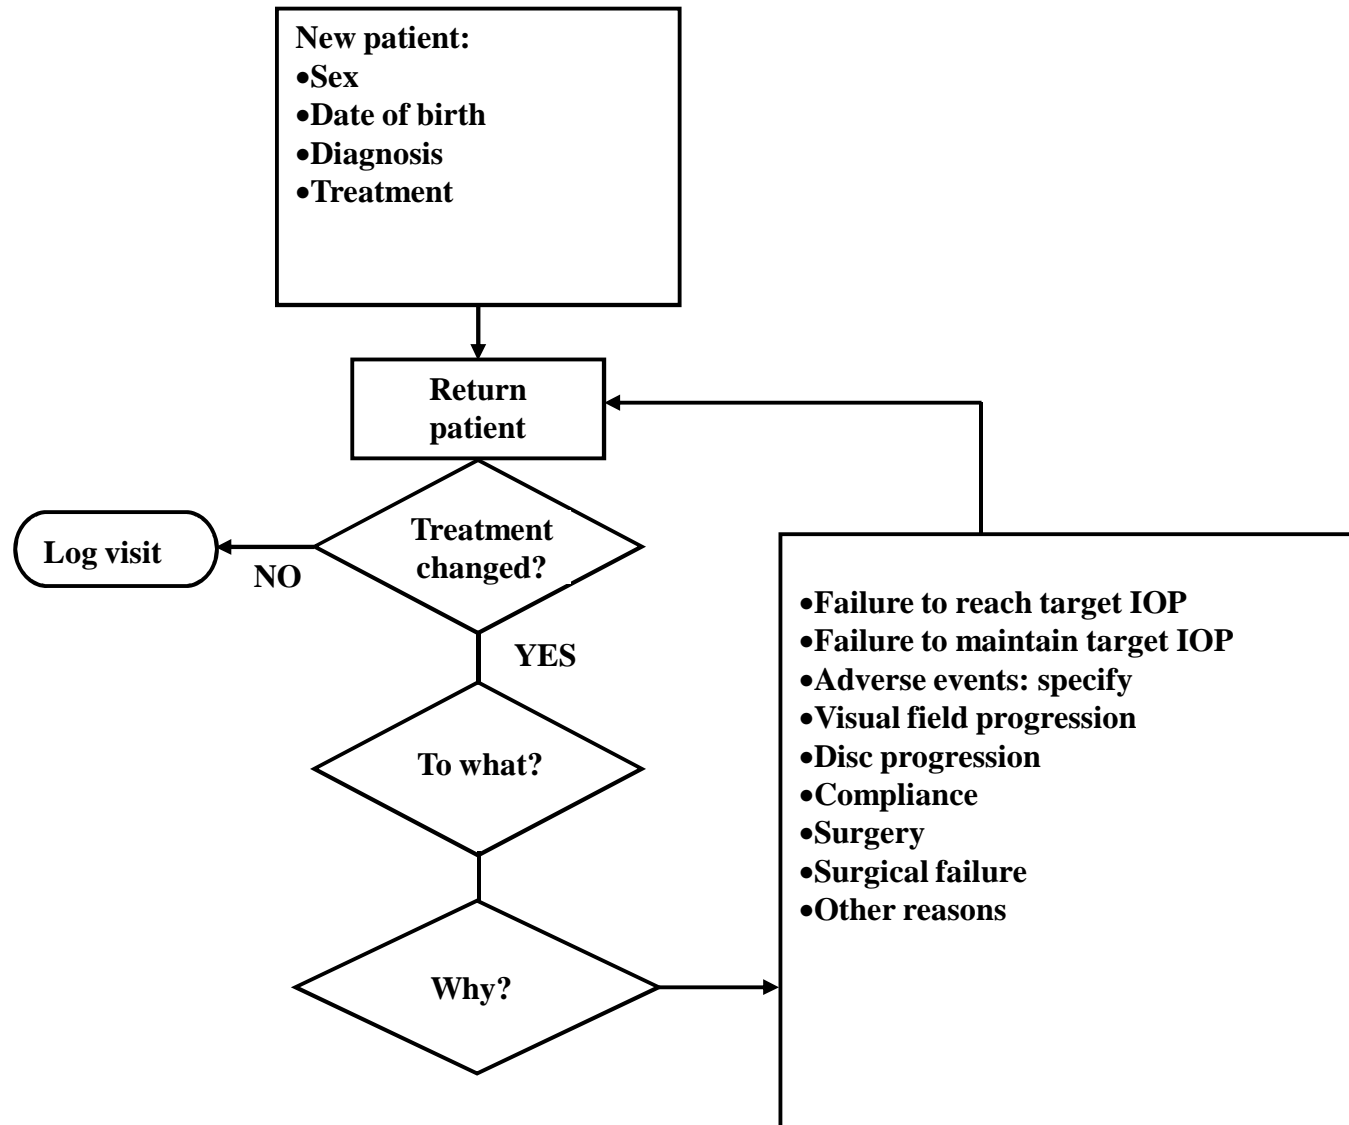 New patient:
•Sex
•Date of birth
•Diagnosis
•Treatment
Return
patient
Treatment
changed?
Log visit
NO
YES
To what?
Why?
•Failure to reach target IOP
•Failure to maintain target IOP
•Adverse events: specify
•Visual field progression
•Disc progression
•Compliance
•Surgery
•Surgical failure
•Other reasons